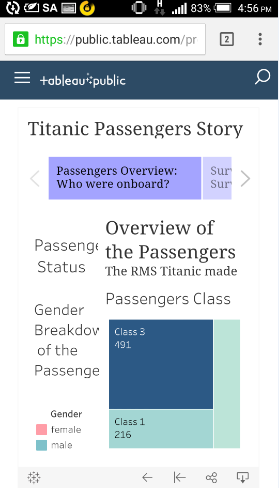 SA
H
83%
4:56 PM
https://public.tableau.com/pr
2
+ableau public
Titanic Passengers Story
Passengers Overview:
Who were onboard?
Sur
Sur
Passenge
Status
Gender
Breakdow
of the
Passenge
Gender
female
male
Overview of
the Passengers
The RMS Titanic made
Passengers Class
Class 3
491
Class 1
216